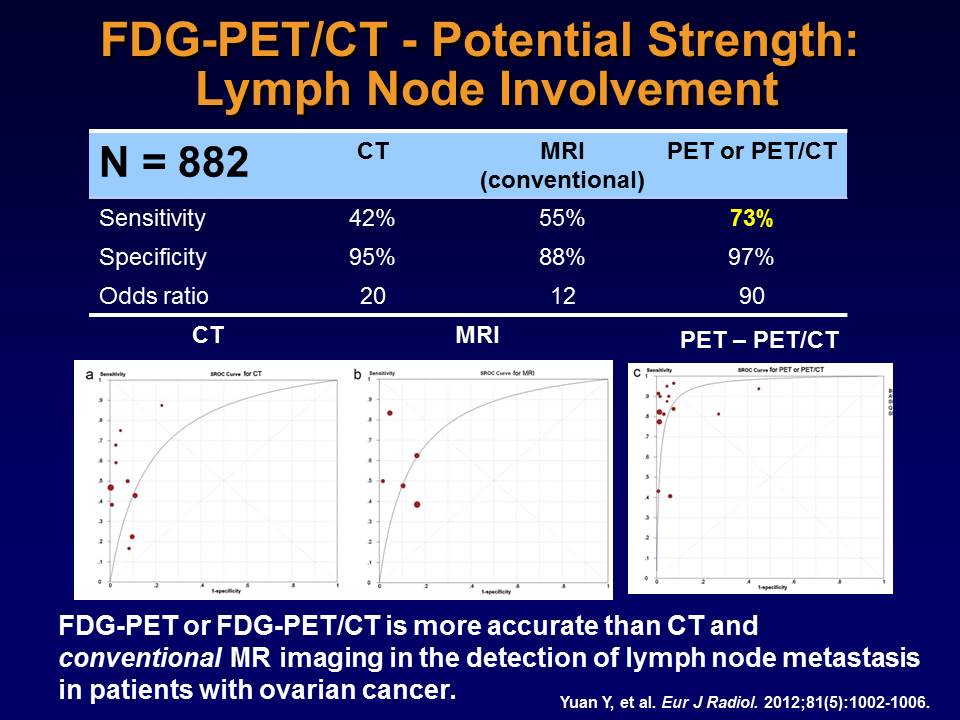 FDG-PET/CT - Potential Strength:
Lymph Node Involvement
N = 882 CT MRI (conventional) PET or PET/CT
Sensitivity 42% 55% 73%
Specificity 95% 88% 97%
Odds ratio 20 12 90
CT MRI PET – PET/CT
a Sensitivity SROC Curve for CT
1
.9
.8
.7
.6
.5
.4
.3
.2
.1
0
0 .2 .4 .6 .8 1
1-specificity
b Sensitivity SROC Curve for MRI
1
.9
.8
.7
.6
.5
.4
.3
.2
.1
0
0 .2 .4 .6 .8 1
1-specificity
c Sensitivity SROC Curve for PET or PET/CT
1
.9
.8
.7
.6
.5
.4
.3
.2
.1
0
0 .2 .4 .6 .8 1
1-specificity
FDG-PET or FDG-PET/CT is more accurate than CT and
conventional MR imaging in the detection of lymph node metastasis
in patients with ovarian cancer.
Yuan Y, et al. Eur J Radiol. 2012;81(5):1002-1006.